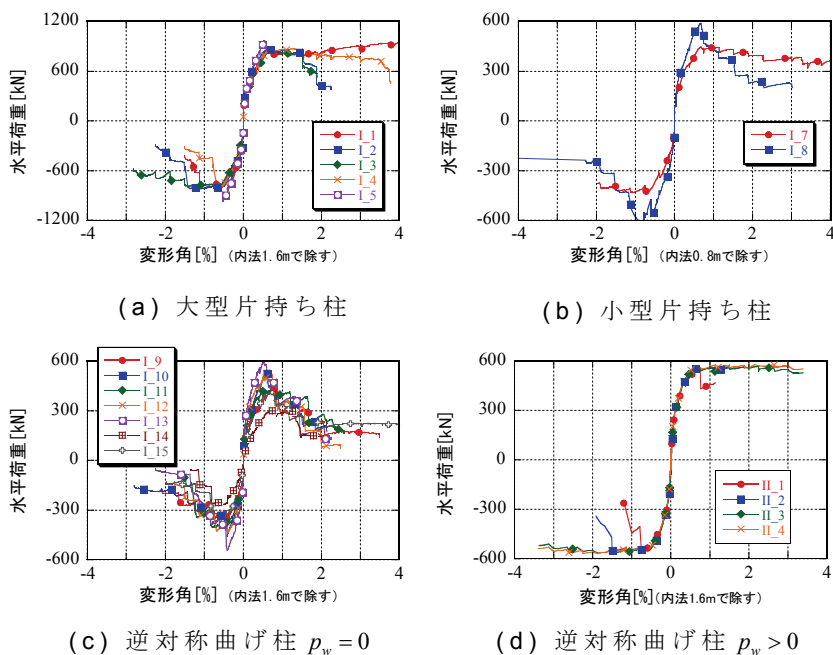 1200
600
0
-600
-1200
水平荷重[kN]
-4
-2
0
2
4
変形角[%] (内法1.6mで除す)
I_1
I_2
I_3
I_4
I_5
(a) 大型片持ち柱
600
300
0
-300
-600
水平荷重[kN]
-4
-2
0
2
4
変形角[%] (内法0.8mで除す)
I_7
I_8
(b) 小型片持ち柱
600
300
0
-300
-600
水平荷重[kN]
-4
-2
0
2
4
変形角[%] (内法1.6mで除す)
I_9
I_10
I_11
I_12
I_13
I_14
I_15
(c) 逆対称曲げ柱 pw = 0
600
300
0
-300
-600
水平荷重[kN]
-4
-2
0
2
4
変形角[%](内法1.6mで除す)
II_1
II_2
II_3
II_4
(d) 逆対称曲げ柱 pw > 0